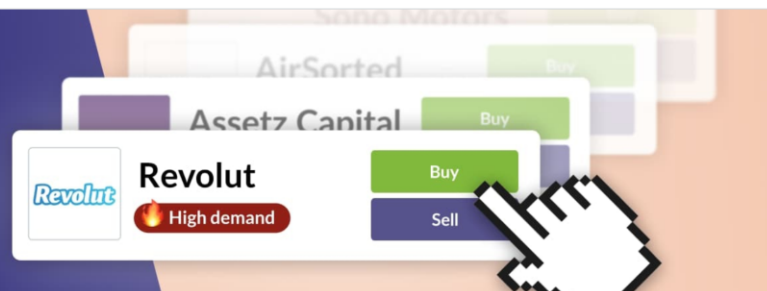 Sono Motors
AirSorted
Buy
Assetz Capital
Buy
Revolut
Revolut
High demand
Buy
Sell